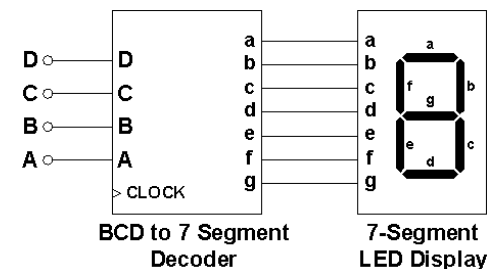 D D a a
C C b b
B B c c
A A d d
e e
f f
g g
CLOCK
a
f b
g
e c
d
BCD to 7 Segment
Decoder
7-Segment
LED Display